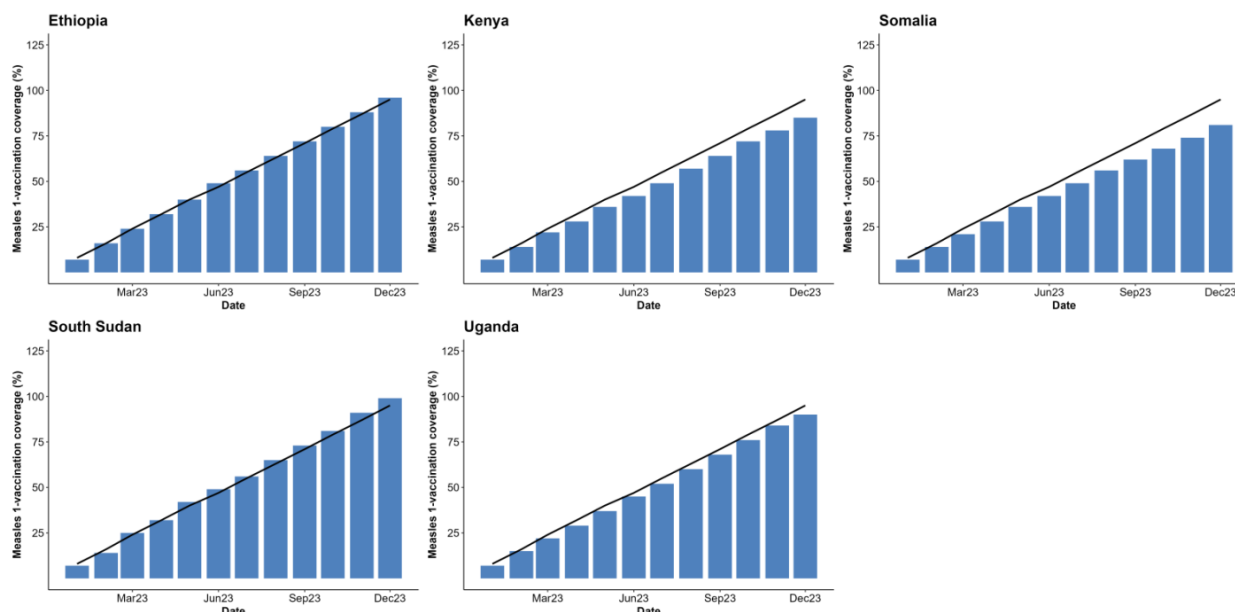 Ethiopia
Measles 1-vaccination coverage (%)
125
100
75
50
25
Mar23 Jun23 Sep23 Dec23
Date
Kenya
Measles 1-vaccination coverage (%)
125
100
75
50
25
Mar23 Jun23 Sep23 Dec23
Date
Somalia
Measles 1-vaccination coverage (%)
125
100
75
50
25
Mar23 Jun23 Sep23 Dec23
Date
South Sudan
Measles 1-vaccination coverage (%)
125
100
75
50
25
Mar23 Jun23 Sep23 Dec23
Date
Uganda
Measles 1-vaccination coverage (%)
125
100
75
50
25
Mar23 Jun23 Sep23 Dec23
Date